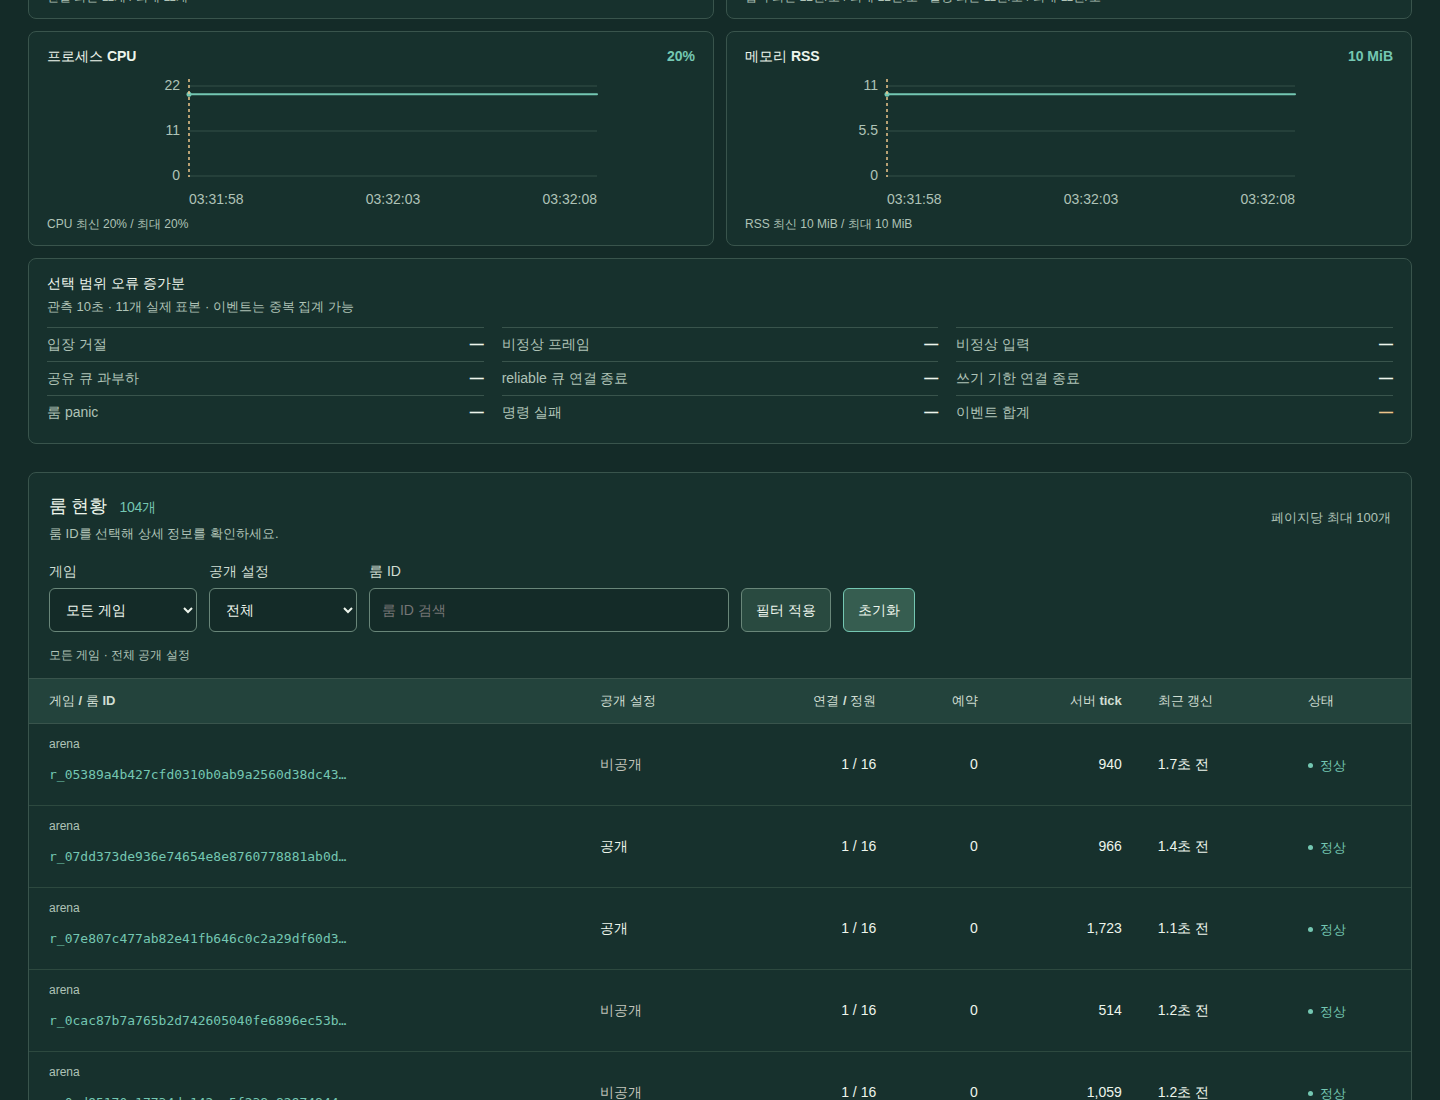 프로세스 CPU 20%
22
11
0
03:31:58 03:32:03 03:32:08
CPU 최신 20% / 최대 20%
메모리 RSS 10 MiB
11
5.5
0
03:31:58 03:32:03 03:32:08
RSS 최신 10 MiB / 최대 10 MiB
선택 범위 오류 증가분
관측 10초 · 11개 실제 표본 · 이벤트는 중복 집계 가능
입장 거절 — 비정상 프레임 — 비정상 입력 —
공유 큐 과부하 — reliable 큐 연결 종료 — 쓰기 기한 연결 종료 —
룸 panic — 명령 실패 — 이벤트 합계 —
룸 현황 104개
룸 ID를 선택해 상세 정보를 확인하세요.
페이지당 최대 100개
게임 공개 설정 룸 ID
모든 게임 전체 룸 ID 검색 필터 적용 초기화
모든 게임 · 전체 공개 설정
게임 / 룸 ID 공개 설정 연결 / 정원 예약 서버 tick 최근 갱신 상태
arena
r_05389a4b427cfd0310b0ab9a2560d38dc43… 비공개 1 / 16 0 940 1.7초 전 정상
arena
r_07dd373de936e74654e8e8760778881ab0d… 공개 1 / 16 0 966 1.4초 전 정상
arena
r_07e807c477ab82e41fb646c0c2a29df60d3… 공개 1 / 16 0 1,723 1.1초 전 정상
arena
r_0cac87b7a765b2d742605040fe6896ec53b… 비공개 1 / 16 0 514 1.2초 전 정상
arena
비공개 1 / 16 0 1,059 1.2초 전 정상